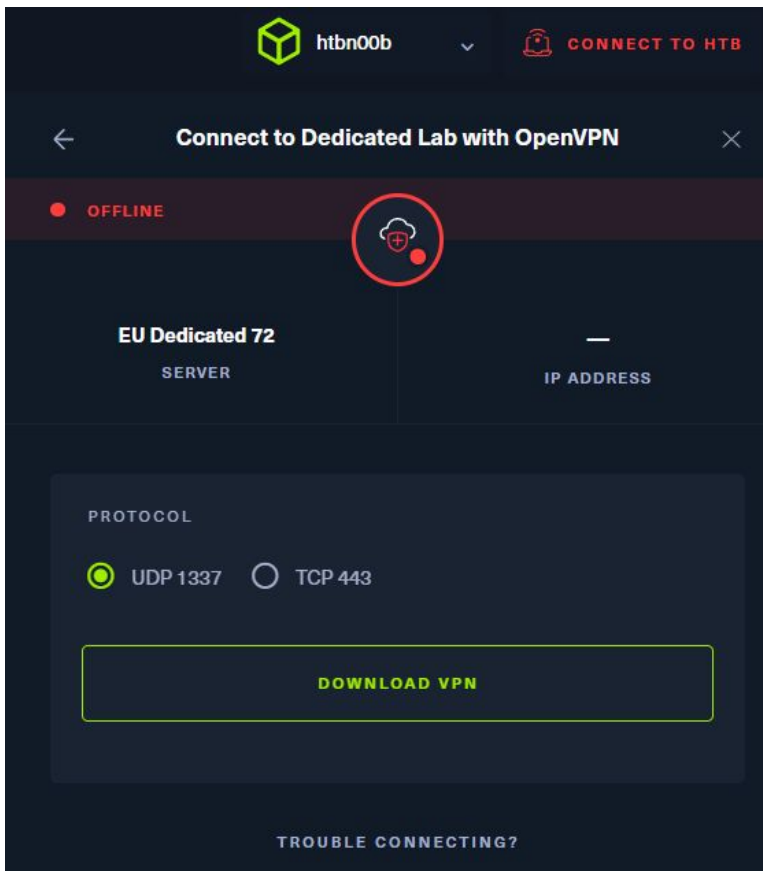 htbn00b CONNECT TO HTB
Connect to Dedicated Lab with OpenVPN
OFFLINE
EU Dedicated 72 —
SERVER IP ADDRESS
PROTOCOL
UDP 1337 TCP 443
DOWNLOAD VPN
TROUBLE CONNECTING?